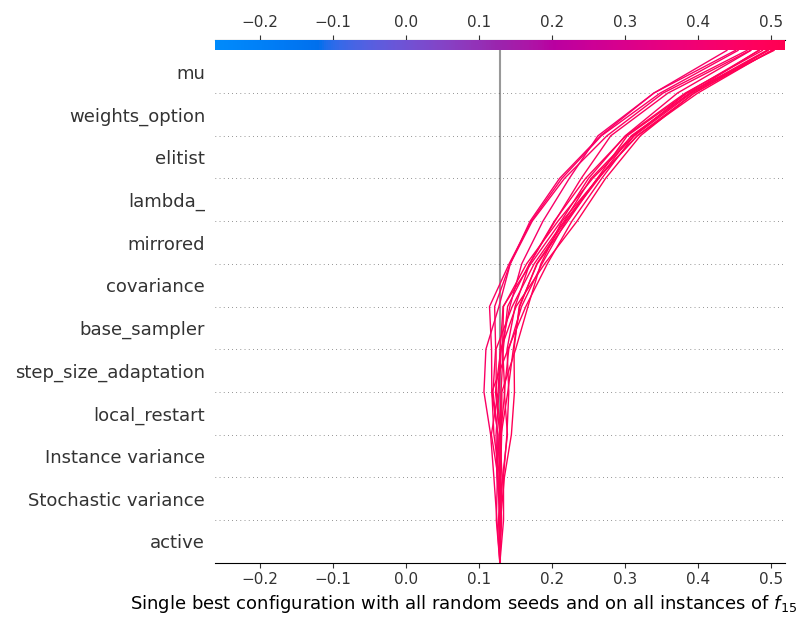 −0.2 −0.1 0.0 0.1 0.2 0.3 0.4 0.5
mu
weights_option
elitist
lambda_
mirrored
covariance
base_sampler
step_size_adaptation
local_restart
Instance variance
Stochastic variance
active
−0.2 −0.1 0.0 0.1 0.2 0.3 0.4 0.5
Single best configuration with all random seeds and on all instances of f15